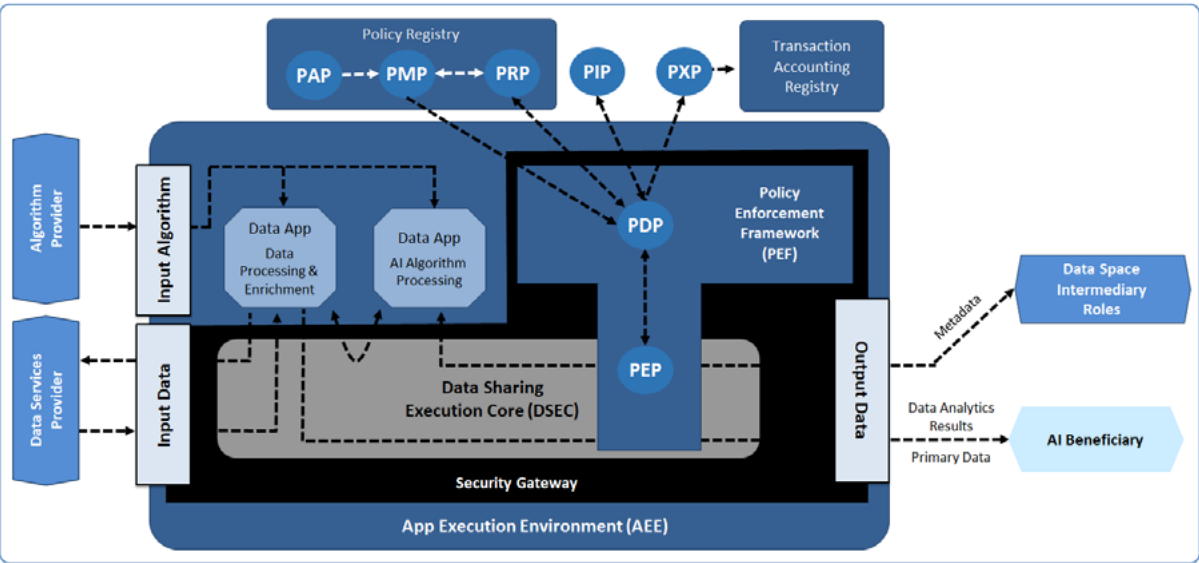 Policy Registry
PAP
PMP
PRP
PIP
PXP
Transaction
Accounting
Registry
Algorithm
Provider
Input Algorithm
Data App
Data
Processing &
Enrichment
Data App
AI Algorithm
Processing
PDP
Policy
Enforcement
Framework
(PEF)
Data Services
Provider
Input Data
Data Sharing
Execution Core (DSEC)
PEP
Output Data
Metadata
Data Space
Intermediary
Roles
Data Analytics
Results
Primary Data
AI Beneficiary
Security Gateway
App Execution Environment (AEE)